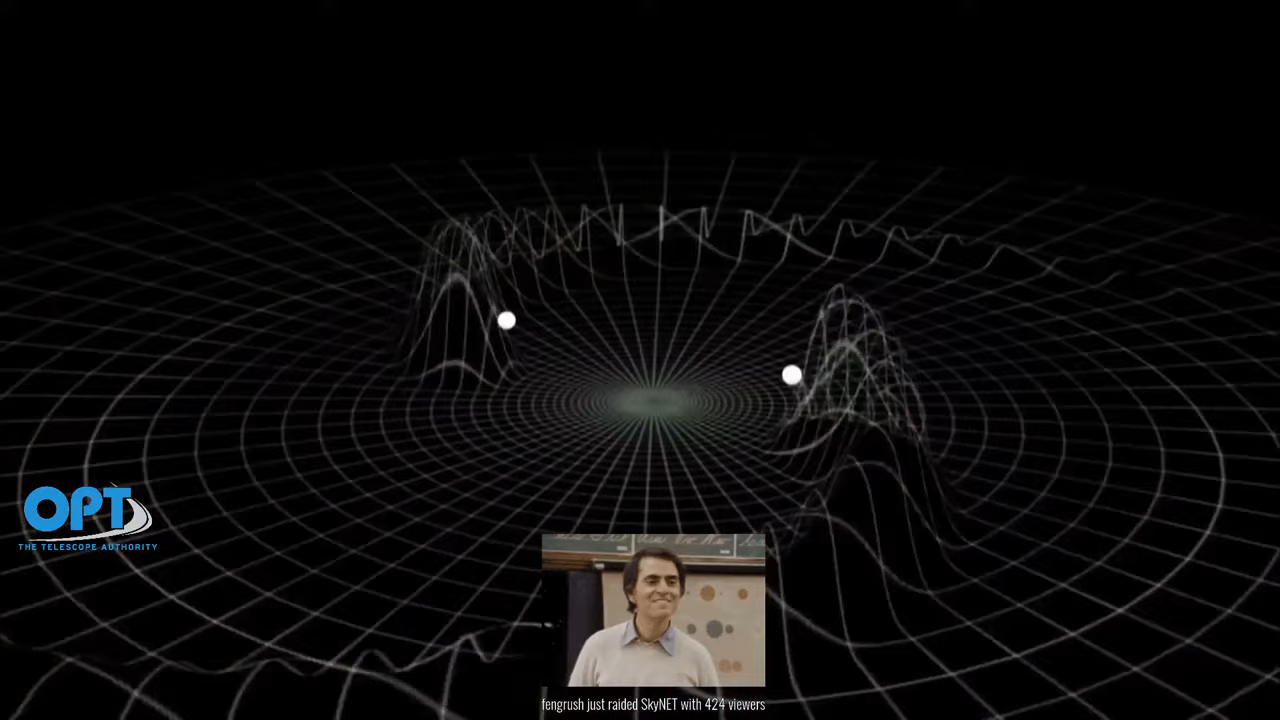 OPT
THE TELESCOPE AUTHORITY
fengrush just raided SkyNET with 424 viewers